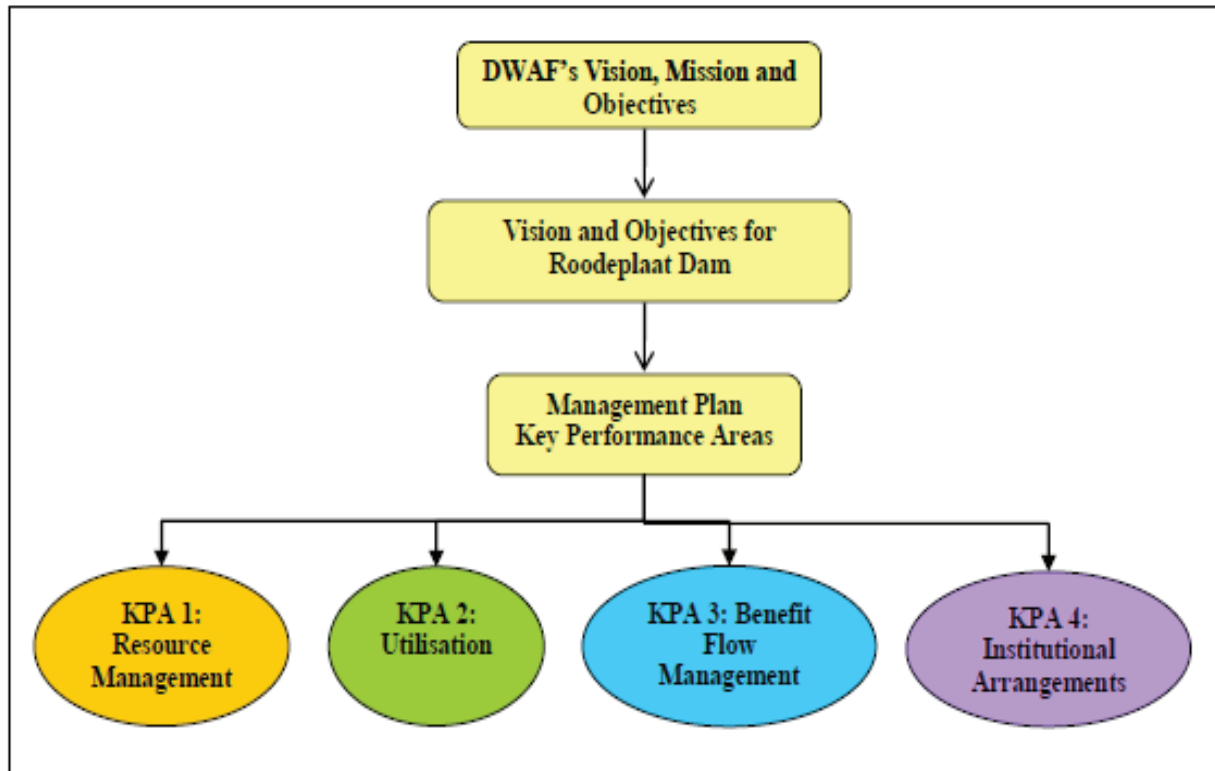 DWAF's Vision, Mission and
Objectives
Vision and Objectives for
Roodeplaat Dam
Management Plan
Key Performance Areas
KPA 1:
Resource
Management
KPA 2:
Utilisation
KPA 3: Benefit
Flow
Management
KPA 4:
Institutional
Arrangements